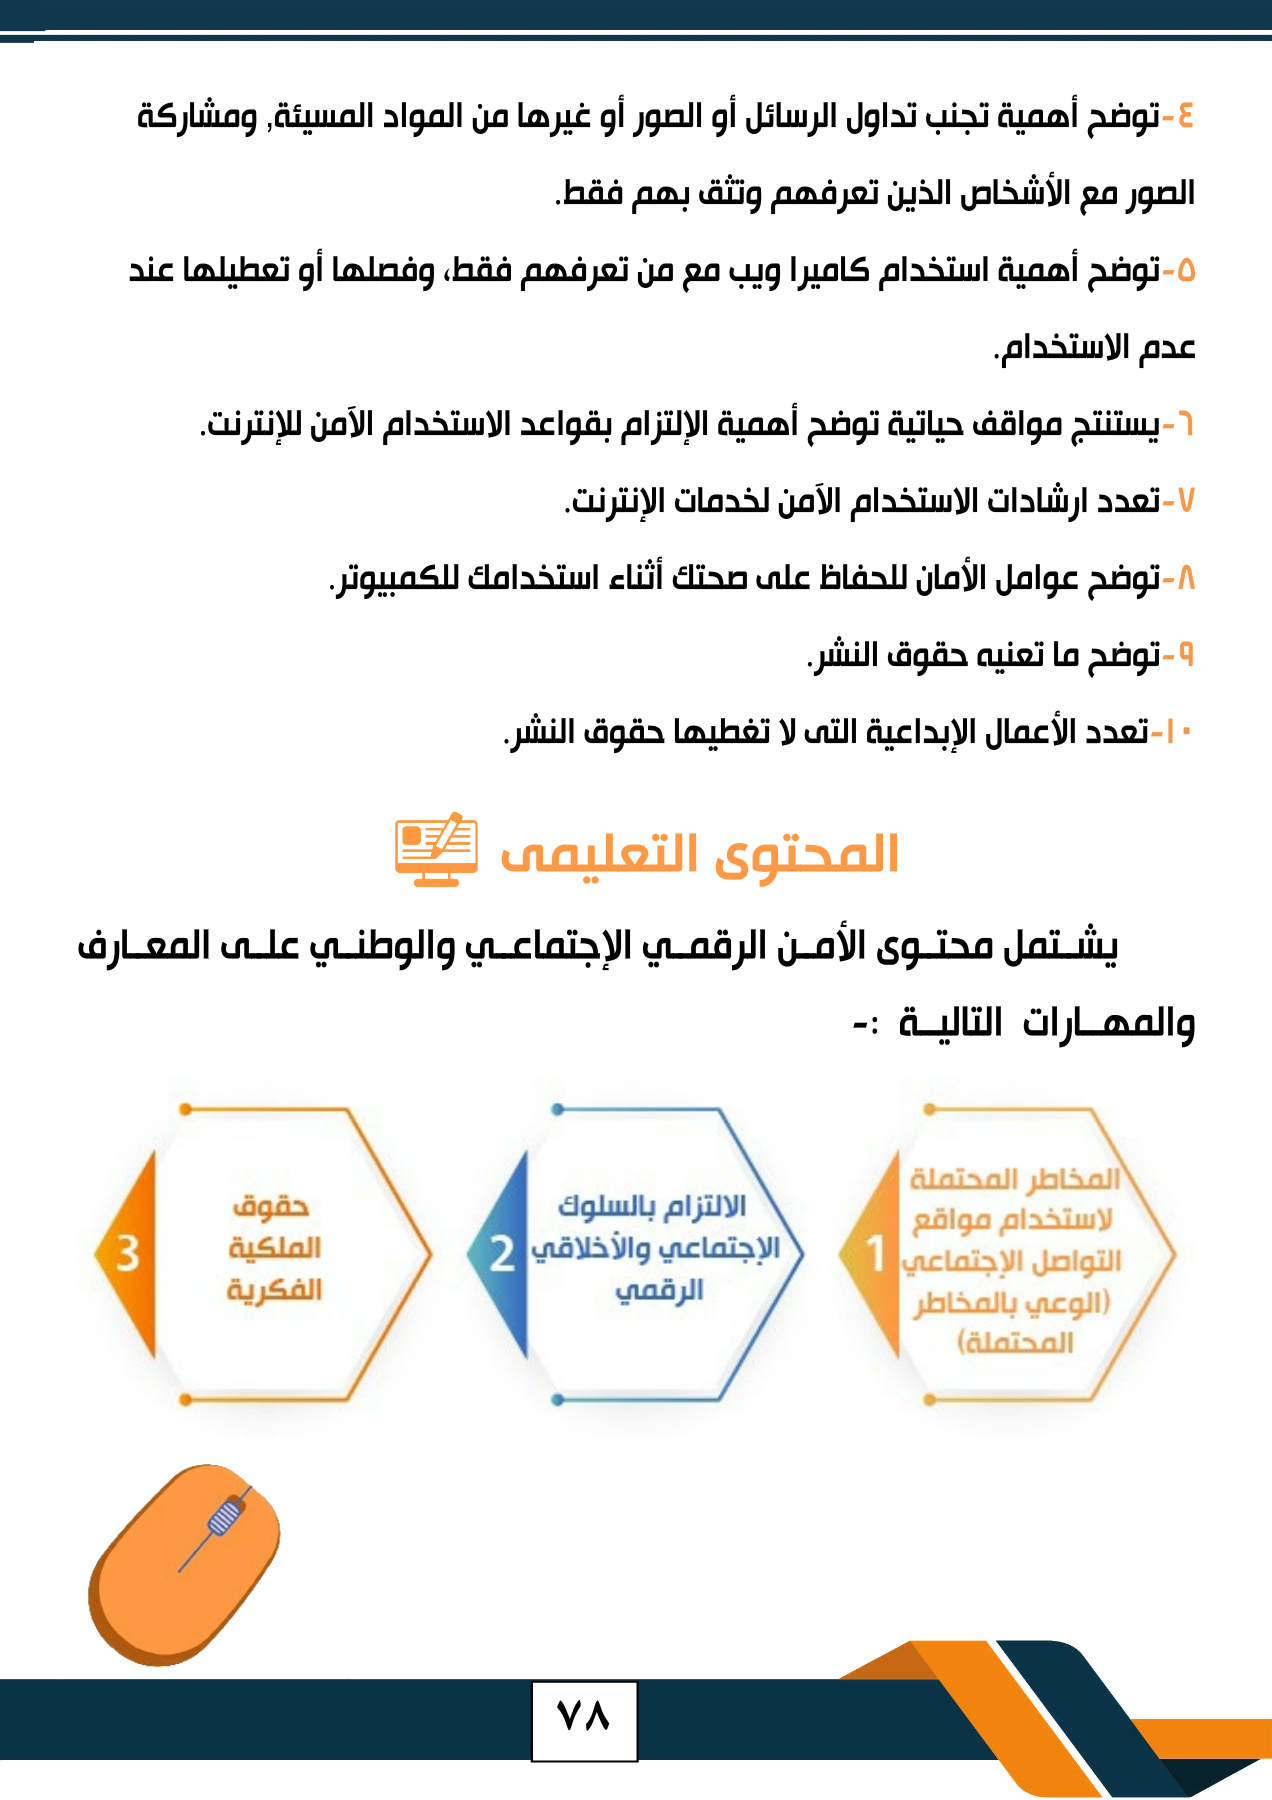 ٤-توضح أهمية تجنب تداول الرسائل أو الصور أو غيرها من المواد المسيئة, ومشاركة
الصور مع الأشخاص الذين تعرفهم وتثق بهم فقط.
٥-توضح أهمية استخدام كاميرا ويب مع من تعرفهم فقط، وفصلها أو تعطيلها عند
عدم الاستخدام.
٦-يستنتج مواقف حياتية توضح أهمية الإلتزام بقواعد الاستخدام الآمن للإنترنت.
٧-تعدد ارشادات الاستخدام الآمن لخدمات الإنترنت.
٨-توضح عوامل الأمان للحفاظ على صحتك أثناء استخدامك للكمبيوتر.
٩-توضح ما تعنيه حقوق النشر.
١٠-تعدد الأعمال الإبداعية التى لا تغطيها حقوق النشر.
المحتوى التعليمى
يشـتمل محتـوى الأمـن الرقمـي الإجتماعـي والوطنـي علـى المعـارف
والمهـارات التاليـة :-
1
المخاطر المحتملة
لاستخدام مواقع
التواصل الإجتماعي
(الوعي بالمخاطر
المحتملة)
2
الالتزام بالسلوك
الإجتماعي والأخلاقي
الرقمي
3
حقوق
الملكية
الفكرية
٧٨